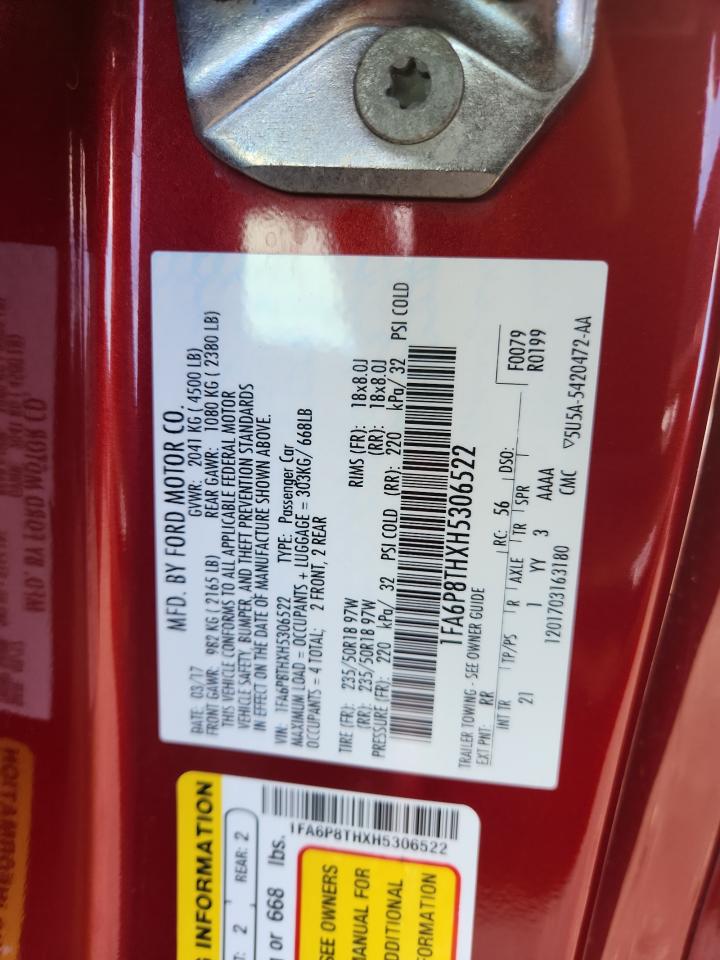 MFD. BY FORD MOTOR CO.
DATE: 03/17 GVWR: 2041 KG ( 4500 LB)
FRONT GAWR: 982 KG ( 2165 LB) REAR GAWR: 1080 KG ( 2380 LB)
THIS VEHICLE CONFORMS TO ALL APPLICABLE FEDERAL MOTOR
VEHICLE SAFETY, BUMPER, AND THEFT PREVENTION STANDARDS
IN EFFECT ON THE DATE OF MANUFACTURE SHOWN ABOVE.
VIN: 1FA6P8THXH5306522 TYPE: Passenger Car
MAXIMUM LOAD = OCCUPANTS + LUGGAGE = 303KG/ 668LB
OCCUPANTS = 4 TOTAL: 2 FRONT, 2 REAR
TIRE (FR): 235/50R18 97W RIMS (FR): 18x8.0J
(RR): 235/50R18 97W (RR): 18x8.0J
PRESSURE (FR): 220 kPa/ 32 PSI COLD (RR): 220 kPa/ 32 PSI COLD
1FA6P8THXH5306522
TRAILER TOWING - SEE OWNER GUIDE
EXT PNT: RR RC: 56 DSO: F0079
R0199
INT TR TP/PS R AXLE TR SPR
21 1 YY 3 AAAA
1201703163180 CMC ▽5U5A-5420472-AA
G INFORMATION
T: 2 REAR: 2
g or 668 lbs.
1FA6P8THXH5306522
SEE OWNERS
MANUAL FOR
ADDITIONAL
FORMATION